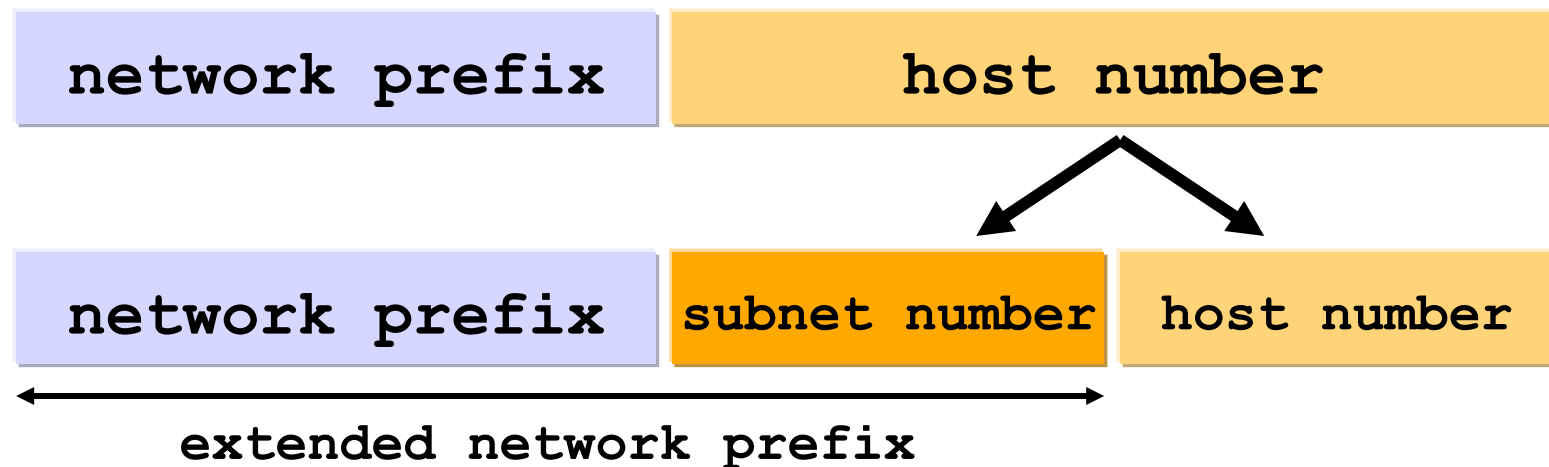 network prefix host number
network prefix subnet number host number
extended network prefix